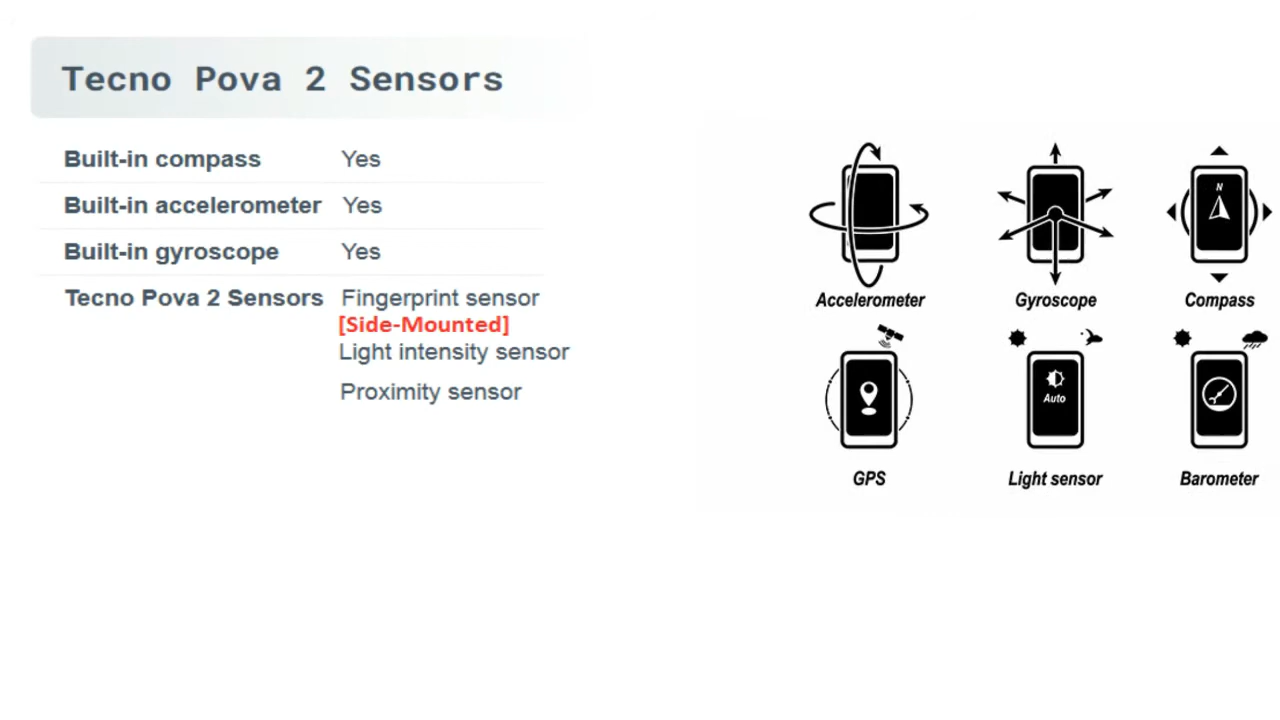 Tecno Pova 2 Sensors
Built-in compass Yes
Built-in accelerometer Yes
Built-in gyroscope Yes
Tecno Pova 2 Sensors Fingerprint sensor
[Side-Mounted]
Light intensity sensor
Proximity sensor
N
Accelerometer Gyroscope Compass
Auto
GPS Light sensor Barometer